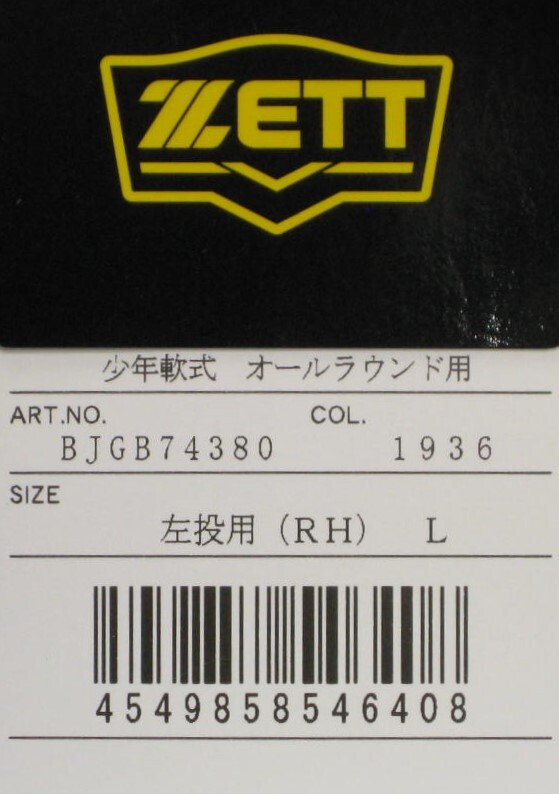 ZETT
少年軟式 オールラウンド用
ART.NO. COL.
BJGB74380 1936
SIZE
左投用(RH) L
4549858546408